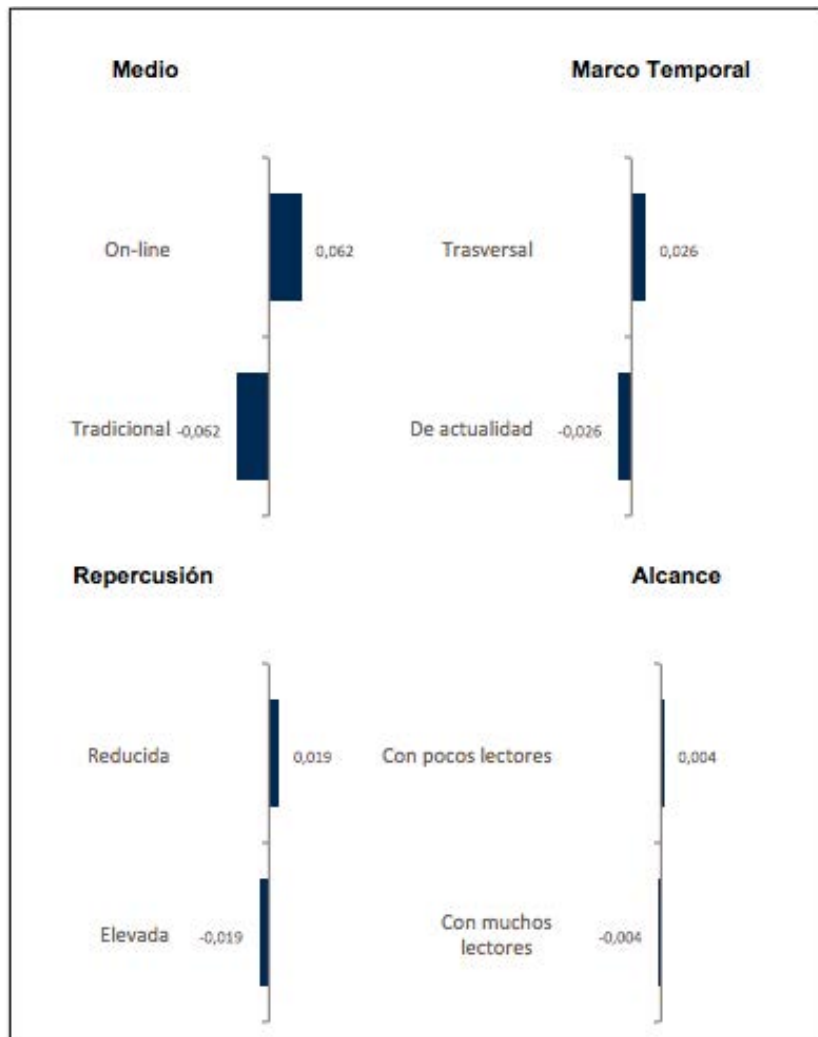 Medio
Marco Temporal
On-line
0,062
Trasversal
0,026
Tradicional
-0,062
De actualidad
-0,026
Repercusión
Alcance
Reducida
0,019
Con pocos lectores
0,004
Elevada
-0,019
Con muchos
lectores
-0,004